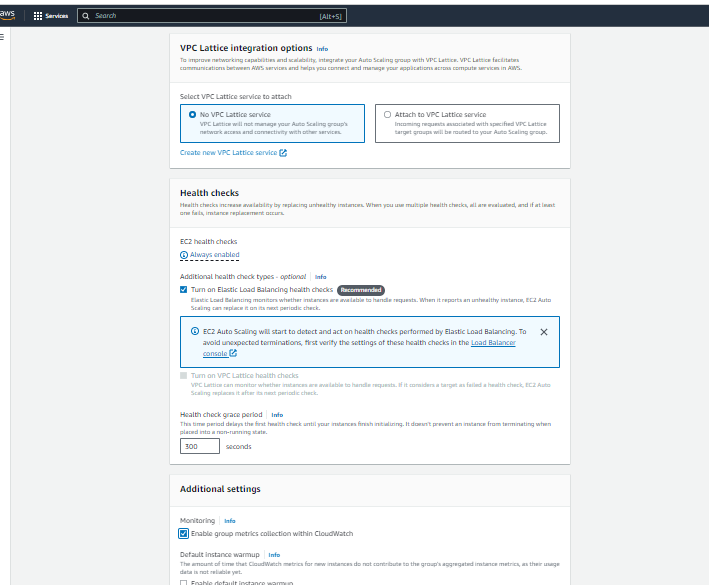 aws
Services
Search
[Alt+S]
VPC Lattice integration options Info
To improve networking capabilities and scalability, integrate your Auto Scaling group with VPC Lattice. VPC Lattice facilitates
communications between AWS services and helps you connect and manage your applications across compute services in AWS.
Select VPC Lattice service to attach
No VPC Lattice service
VPC Lattice will not manage your Auto Scaling group's
network access and connectivity with other services.
Attach to VPC Lattice service
Incoming requests associated with specified VPC Lattice
target groups will be routed to your Auto Scaling group.
Create new VPC Lattice service
Health checks
Health checks increase availability by replacing unhealthy instances. When you use multiple health checks, all are evaluated, and if at least
one fails, instance replacement occurs.
EC2 health checks
Always enabled
Additional health check types - optional Info
Turn on Elastic Load Balancing health checks Recommended
Elastic Load Balancing monitors whether instances are available to handle requests. When it reports an unhealthy instance, EC2 Auto
Scaling can replace it on its next periodic check.
EC2 Auto Scaling will start to detect and act on health checks performed by Elastic Load Balancing. To
avoid unexpected terminations, first verify the settings of these health checks in the Load Balancer
console
Turn on VPC Lattice health checks
VPC Lattice can monitor whether instances are available to handle requests. If it considers a target as failed a health check, EC2 Auto
Scaling replaces it after its next periodic check.
Health check grace period Info
This time period delays the first health check until your instances finish initializing. It doesn't prevent an instance from terminating when
placed into a non-running state.
300 seconds
Additional settings
Monitoring Info
Enable group metrics collection within CloudWatch
Default instance warmup Info
The amount of time that CloudWatch metrics for new instances do not contribute to the group's aggregated instance metrics, as their usage
data is not reliable yet.
Enable default instance warmup